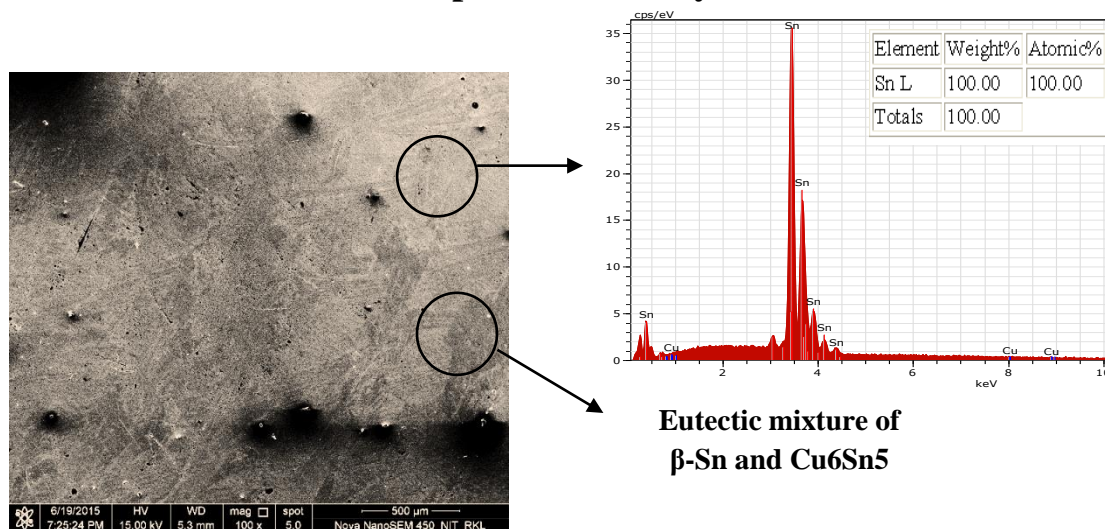 cps/eV
35
30
25
20
15
10
5
0
Sn
Sn
Sn
Sn
Sn
Sn
Cu
Cu
Cu
2
4
6
8
10
keV
Element Weight% Atomic%
Sn L 100.00 100.00
Totals 100.00
Eutectic mixture of
β-Sn and Cu6Sn5
6/19/2015 HV WD mag □ spot 500 µm
7:25:24 PM 15.00 kV 5.3 mm 100 x 5.0 Nova NanoSEM 450 NIT RKL